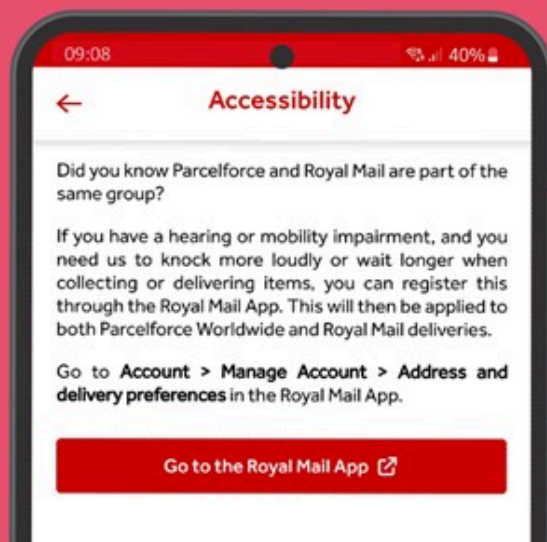 09:08
40%
Accessibility
Did you know Parcelforce and Royal Mail are part of the
same group?
If you have a hearing or mobility impairment, and you
need us to knock more loudly or wait longer when
collecting or delivering items, you can register this
through the Royal Mail App. This will then be applied to
both Parcelforce Worldwide and Royal Mail deliveries.
Go to Account > Manage Account > Address and
delivery preferences in the Royal Mail App.
Go to the Royal Mail App